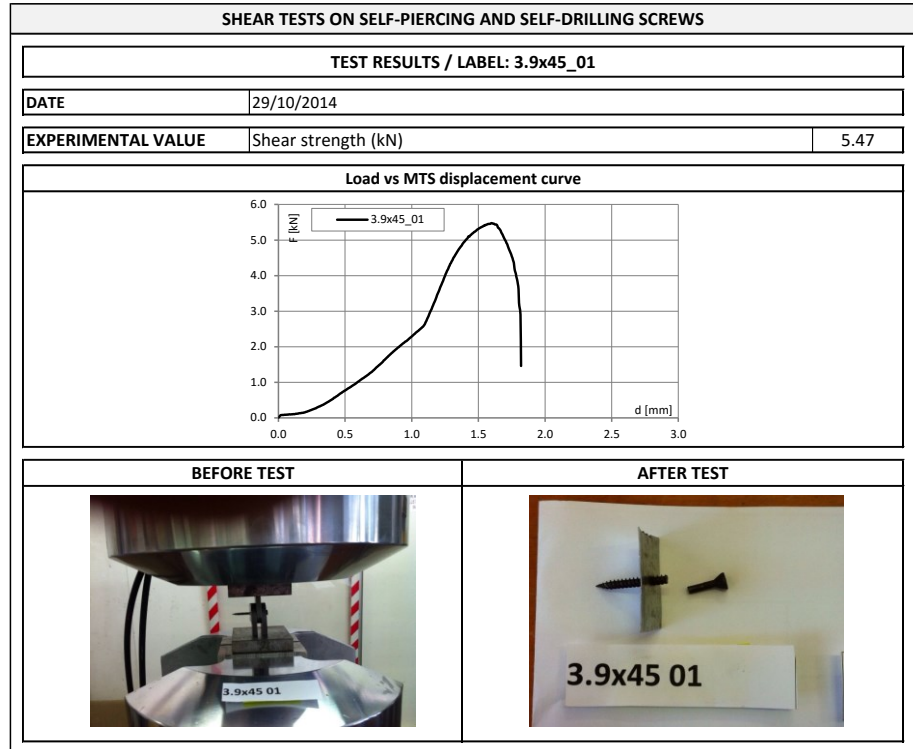 SHEAR TESTS ON SELF-PIERCING AND SELF-DRILLING SCREWS
TEST RESULTS / LABEL: 3.9x45_01
DATE 29/10/2014
EXPERIMENTAL VALUE Shear strength (kN) 5.47
Load vs MTS displacement curve
6.0
5.0
4.0
3.0
2.0
1.0
0.0
F [kN]
3.9x45_01
d [mm]
0.0 0.5 1.0 1.5 2.0 2.5 3.0
BEFORE TEST AFTER TEST
3.9x45 01
3.9x45 01